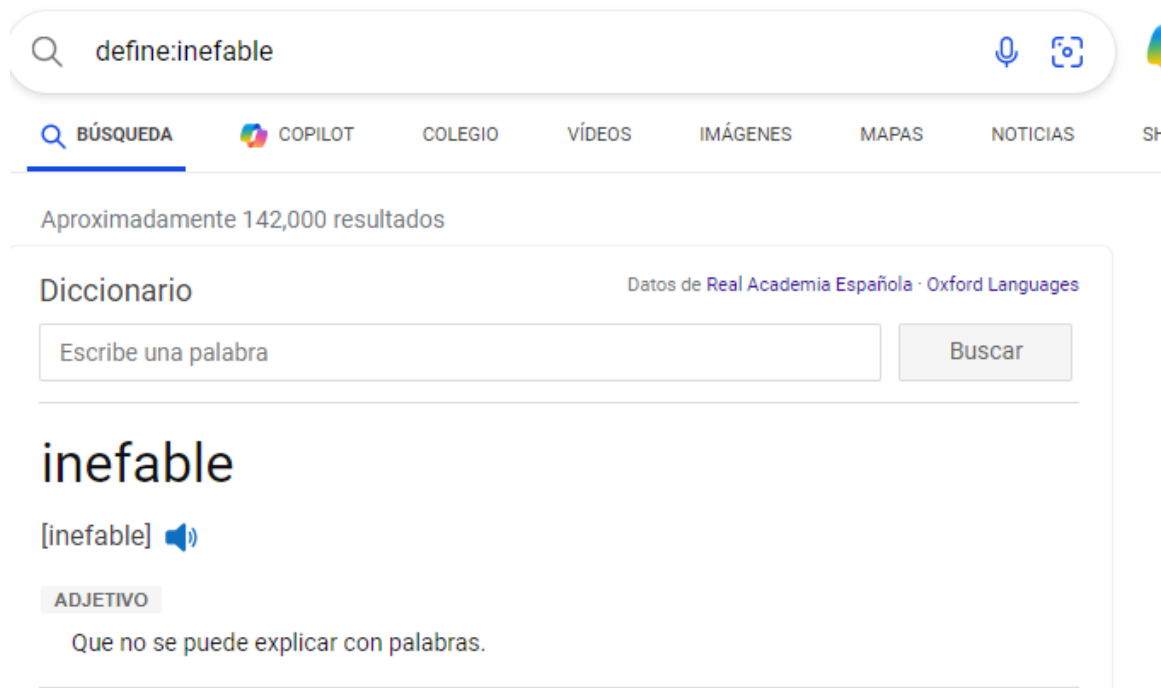 define:inefable
BÚSQUEDA COPILOT COLEGIO VÍDEOS IMÁGENES MAPAS NOTICIAS SH
Aproximadamente 142,000 resultados
Diccionario Datos de Real Academia Española · Oxford Languages
Escribe una palabra Buscar
inefable
[inefable]
ADJETIVO
Que no se puede explicar con palabras.